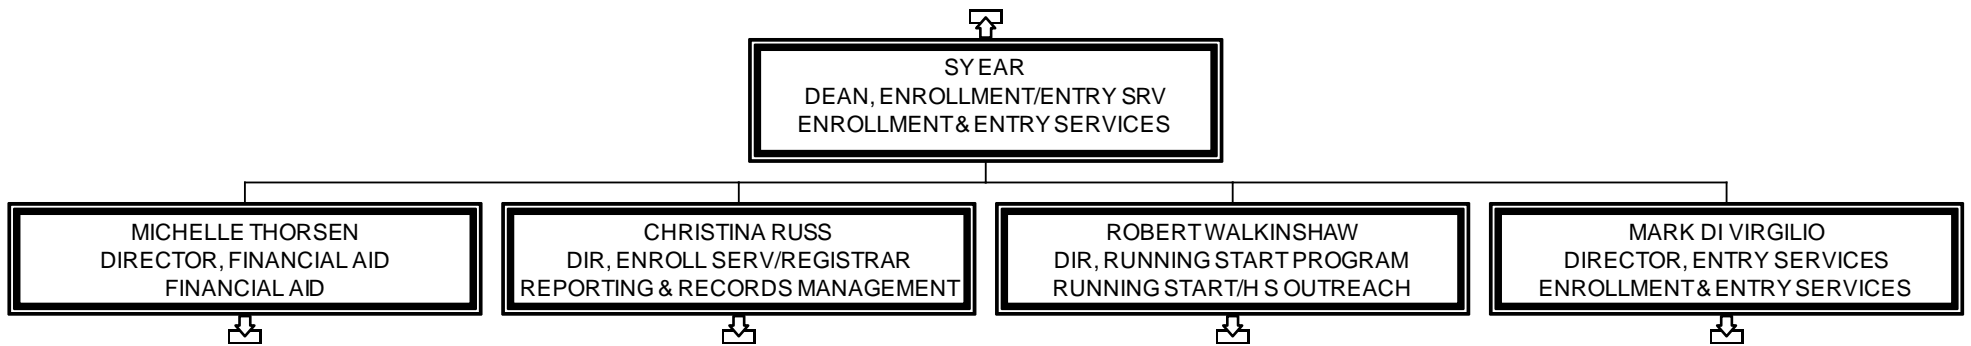 SY EAR
DEAN, ENROLLMENT/ENTRY SRV
ENROLLMENT & ENTRY SERVICES
MICHELLE THORSEN
DIRECTOR, FINANCIAL AID
FINANCIAL AID
CHRISTINA RUSS
DIR, ENROLL SERV/REGISTRAR
REPORTING & RECORDS MANAGEMENT
ROBERT WALKINSHAW
DIR, RUNNING START PROGRAM
RUNNING START/H S OUTREACH
MARK DI VIRGILIO
DIRECTOR, ENTRY SERVICES
ENROLLMENT & ENTRY SERVICES